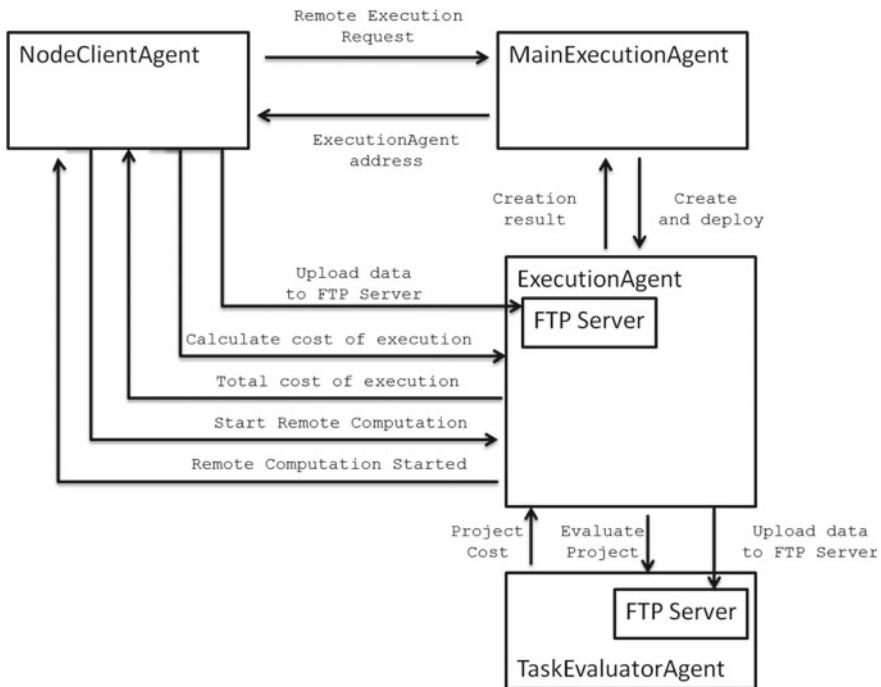 Remote Execution
Request
NodeClientAgent
MainExecutionAgent
ExecutionAgent
address
Creation
result
Create
and deploy
Upload data
to FTP Server
ExecutionAgent
FTP Server
Calculate cost of execution
Total cost of execution
Start Remote Computation
Remote Computation Started
Project
Cost
Evaluate
Project
Upload data
to FTP Server
FTP Server
TaskEvaluatorAgent